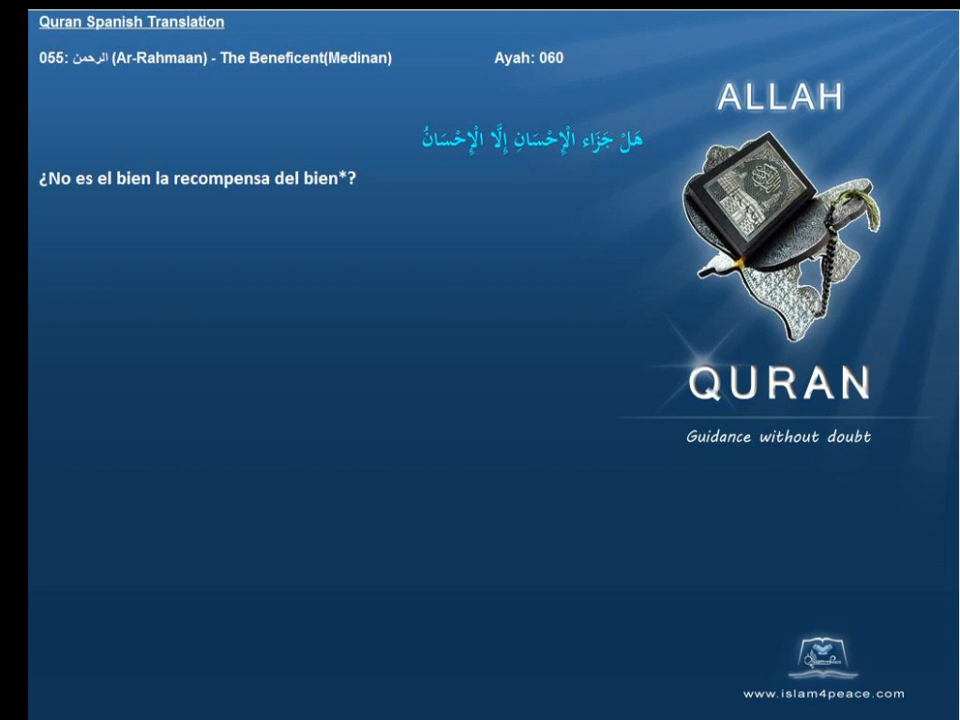 Quran Spanish Translation
055: الرحمن (Ar-Rahmaan) - The Beneficent(Medinan) Ayah: 060
هَلْ جَزَاء الْإِحْسَانِ إِلَّا الْإِحْسَانُ
¿No es el bien la recompensa del bien*?
ALLAH
QURAN
Guidance without doubt
www.islam4peace.com